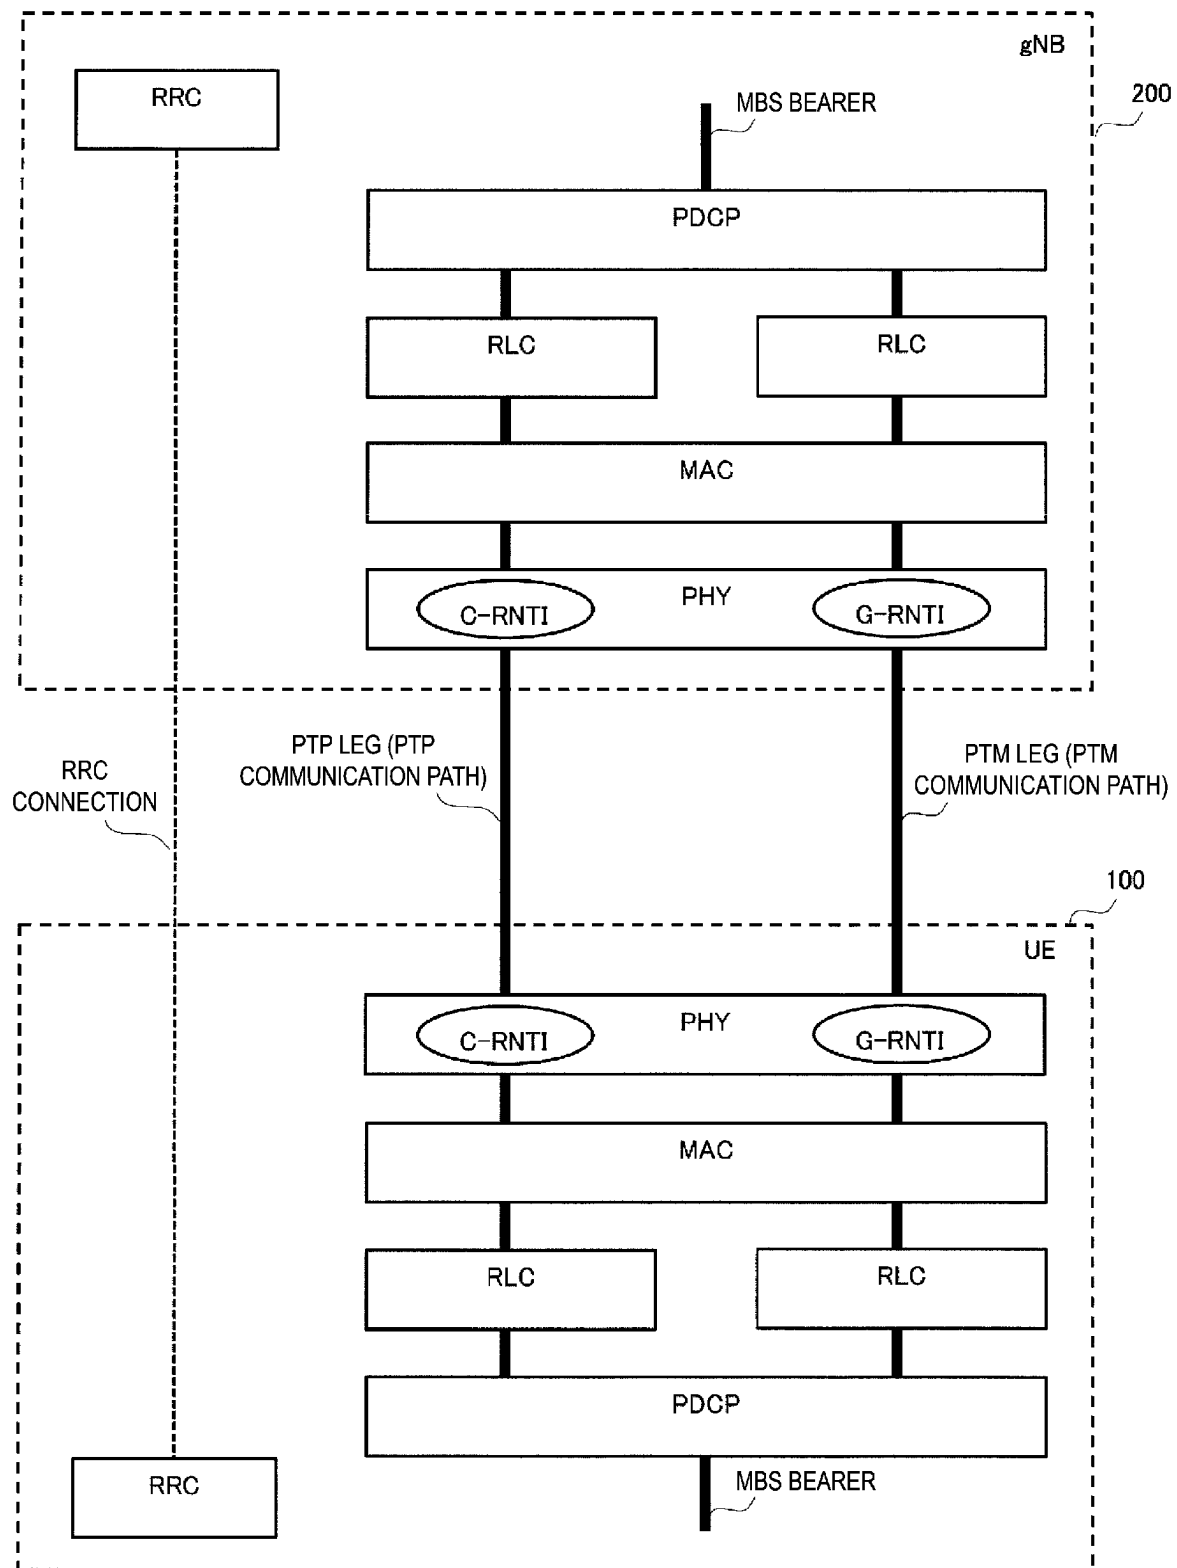 gNB
200
RRC
MBS BEARER
PDCP
RLC
RLC
MAC
PHY
C-RNTI
G-RNTI
PTP LEG (PTP
COMMUNICATION PATH)
PTM LEG (PTM
COMMUNICATION PATH)
RRC
CONNECTION
100
UE
PHY
C-RNTI
G-RNTI
MAC
RLC
RLC
PDCP
RRC
MBS BEARER